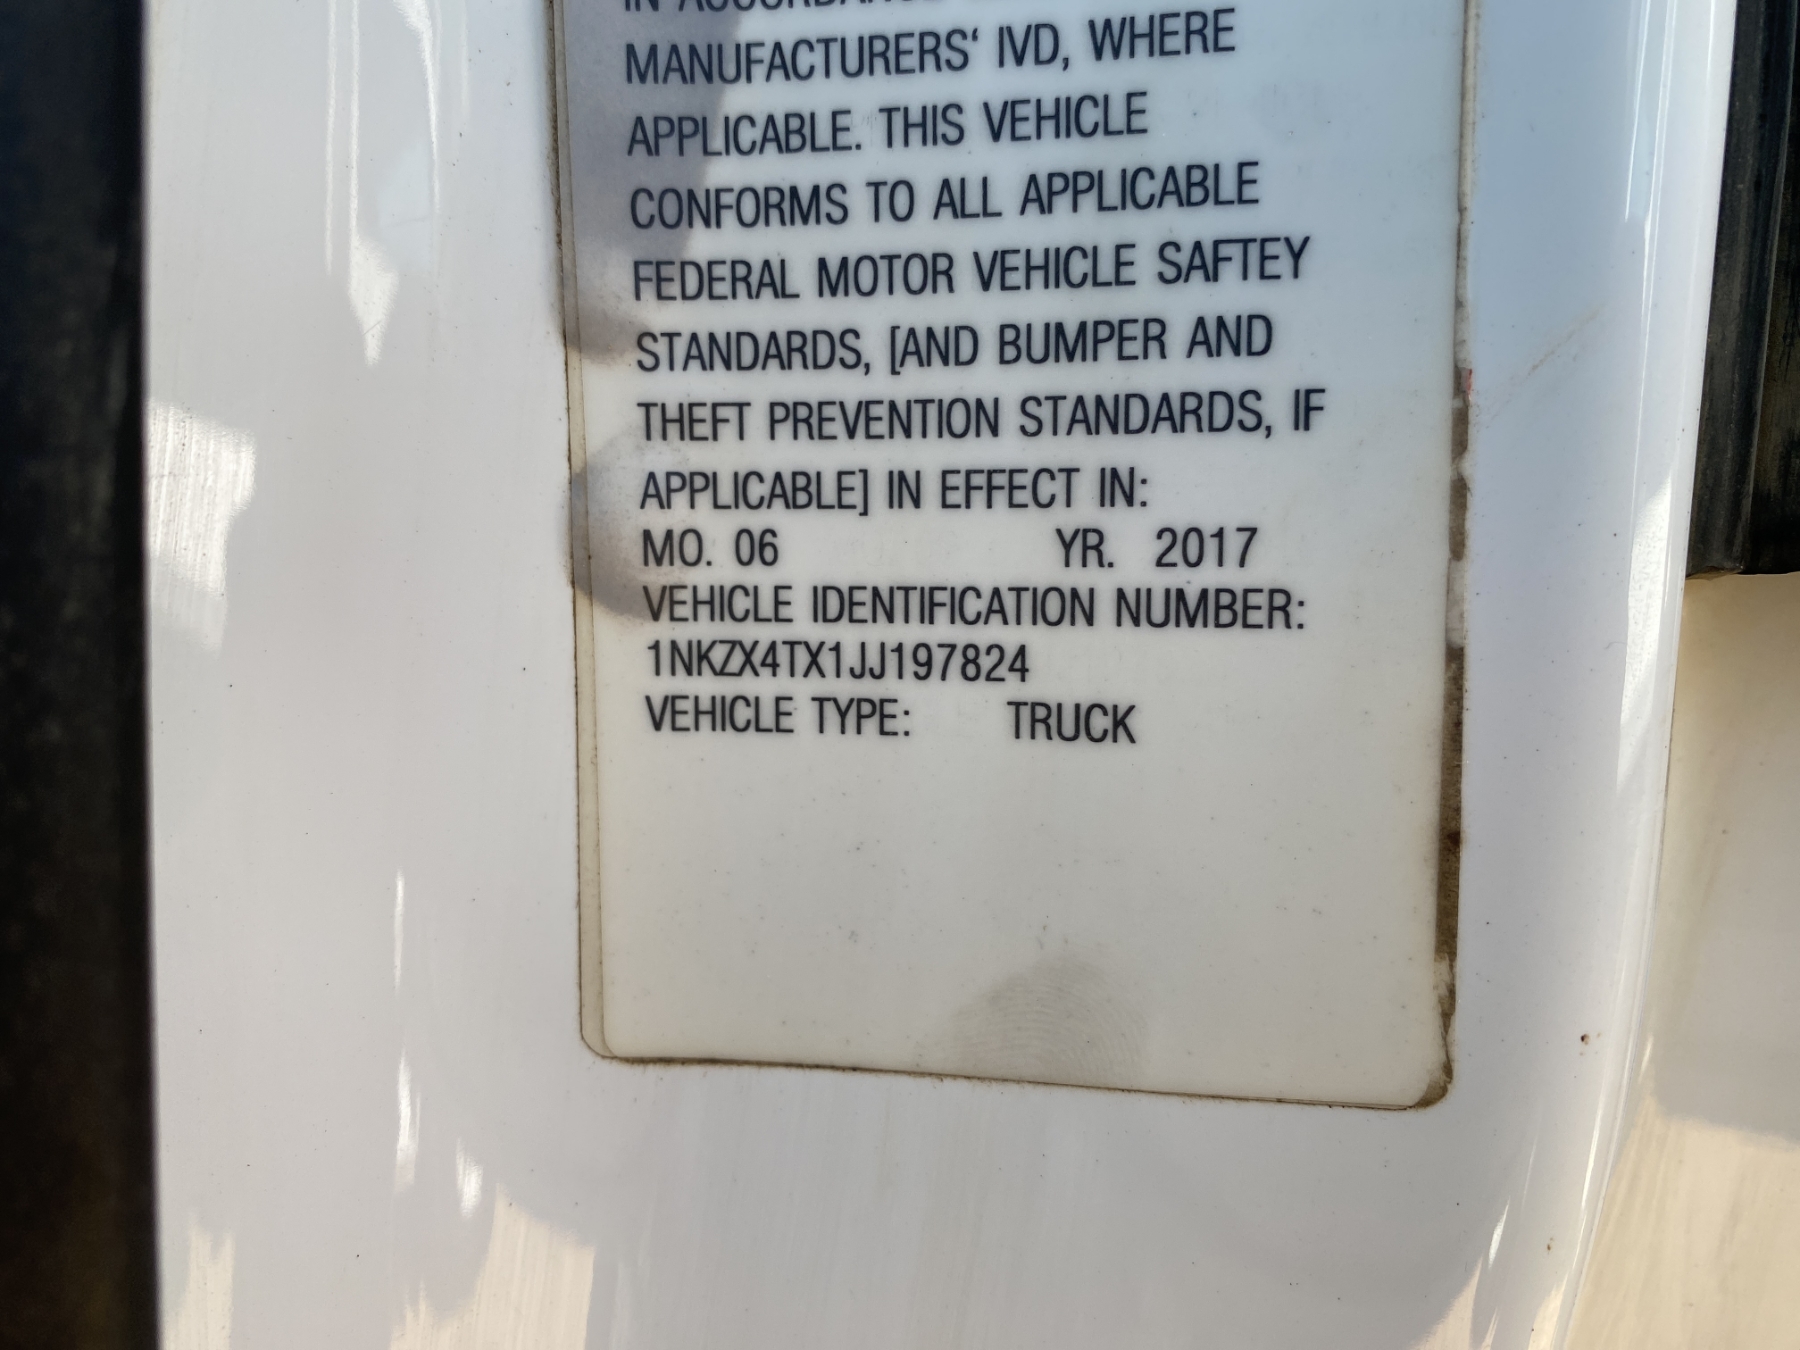 MANUFACTURERS‘ IVD, WHERE
APPLICABLE. THIS VEHICLE
CONFORMS TO ALL APPLICABLE
FEDERAL MOTOR VEHICLE SAFTEY
STANDARDS, [AND BUMPER AND
THEFT PREVENTION STANDARDS, IF
APPLICABLE] IN EFFECT IN:
MO. 06 YR. 2017
VEHICLE IDENTIFICATION NUMBER:
1NKZX4TX1JJ197824
VEHICLE TYPE: TRUCK